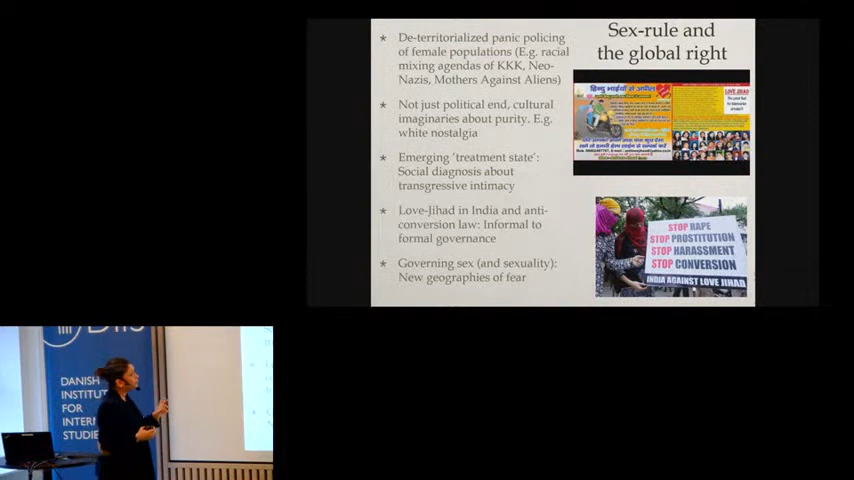 Sex-rule and
the global right
* De-territorialized panic policing
of female populations (E.g. racial
mixing agendas of KKK, Neo-
Nazis, Mothers Against Aliens)
* Not just political end, cultural
imaginaries about purity. E.g.
white nostalgia
* Emerging 'treatment state':
Social diagnosis about
transgressive intimacy
* Love-Jihad in India and anti-
conversion law: Informal to
formal governance
* Governing sex (and sexuality):
New geographies of fear
हिन्दु भाईयों से अपील
LOVE JIHAD
STOP RAPE
STOP PROSTITUTION
STOP HARASSMENT
STOP CONVERSION
INDIA AGAINST LOVE JIHAD
DANISH
INSTITUT
FOR
INTER
STUDIE